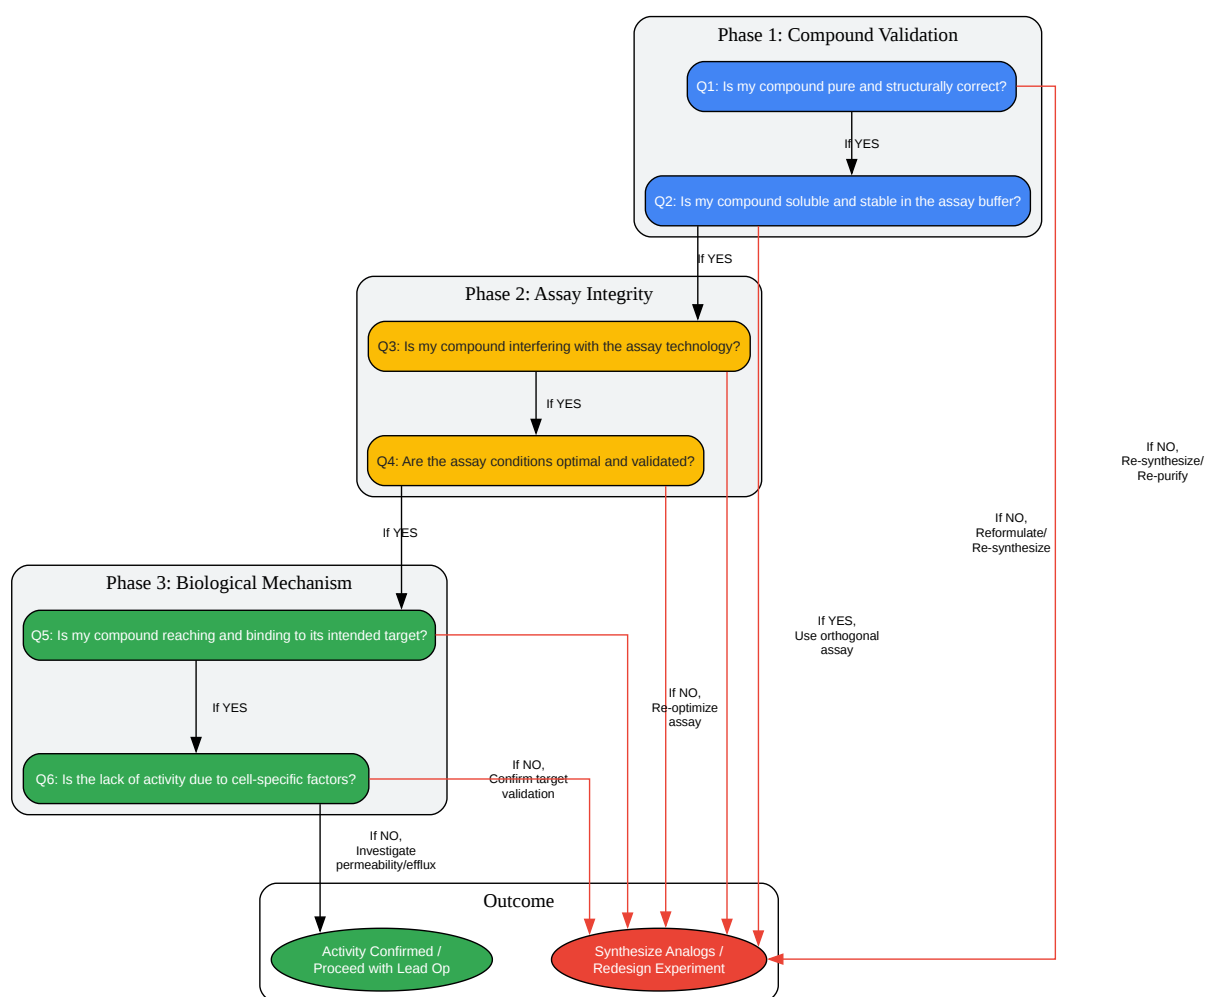 Phase 1: Compound Validation
Q1: Is my compound pure and structurally correct?
If YES
Q2: Is my compound soluble and stable in the assay buffer?
If YES
Phase 2: Assay Integrity
Q3: Is my compound interfering with the assay technology?
If YES
Q4: Are the assay conditions optimal and validated?
If NO,
Re-synthesize/
Re-purify
If NO,
Reformulate/
Re-synthesize
If YES
Phase 3: Biological Mechanism
Q5: Is my compound reaching and binding to its intended target?
If YES,
Use orthogonal
assay
If YES
If NO,
Re-optimize
assay
Q6: Is the lack of activity due to cell-specific factors?
If NO,
Confirm target
validation
If NO,
Investigate
permeability/efflux
Outcome
Activity Confirmed /
Proceed with Lead Op
Synthesize Analogs /
Redesign Experiment